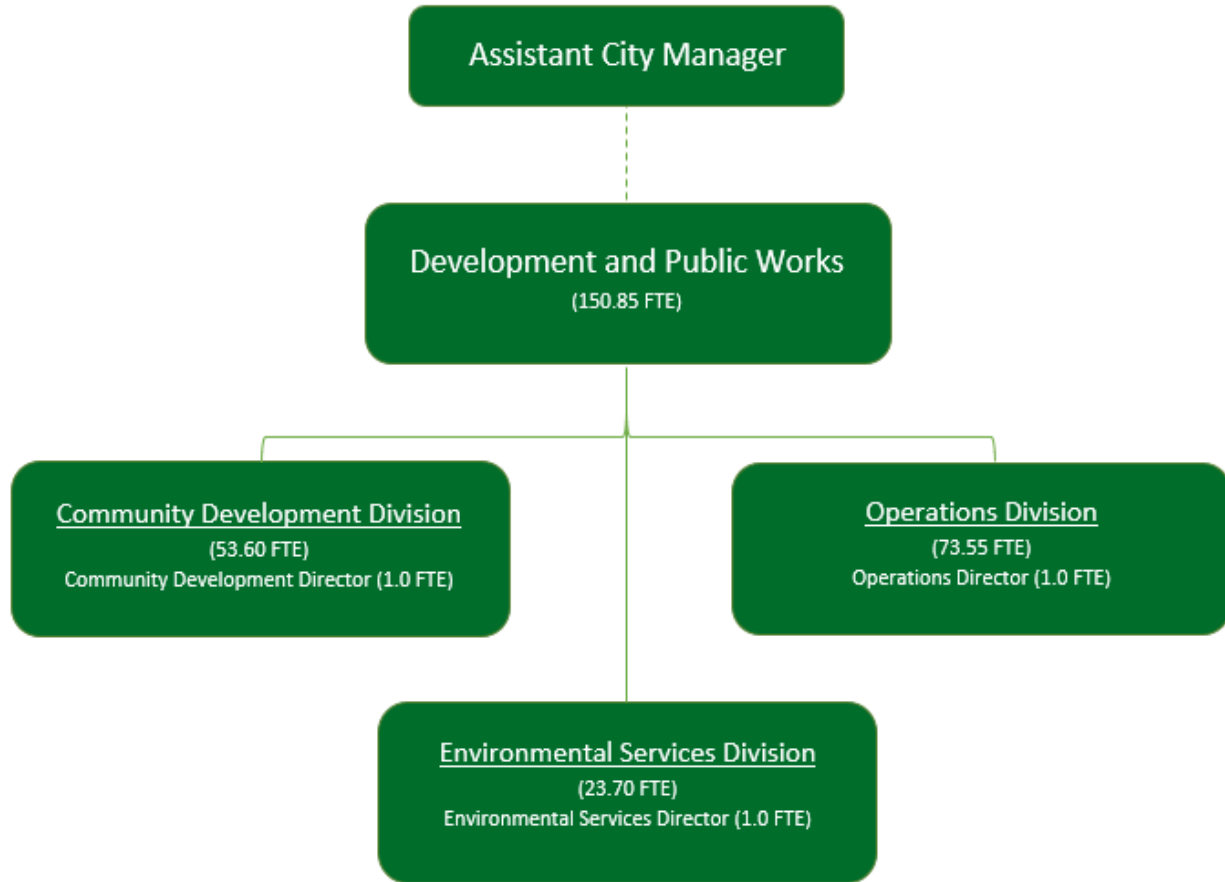 Assistant City Manager
Development and Public Works
(150.85 FTE)
Community Development Division
(53.60 FTE)
Community Development Director (1.0 FTE)
Operations Division
(73.55 FTE)
Operations Director (1.0 FTE)
Environmental Services Division
(23.70 FTE)
Environmental Services Director (1.0 FTE)